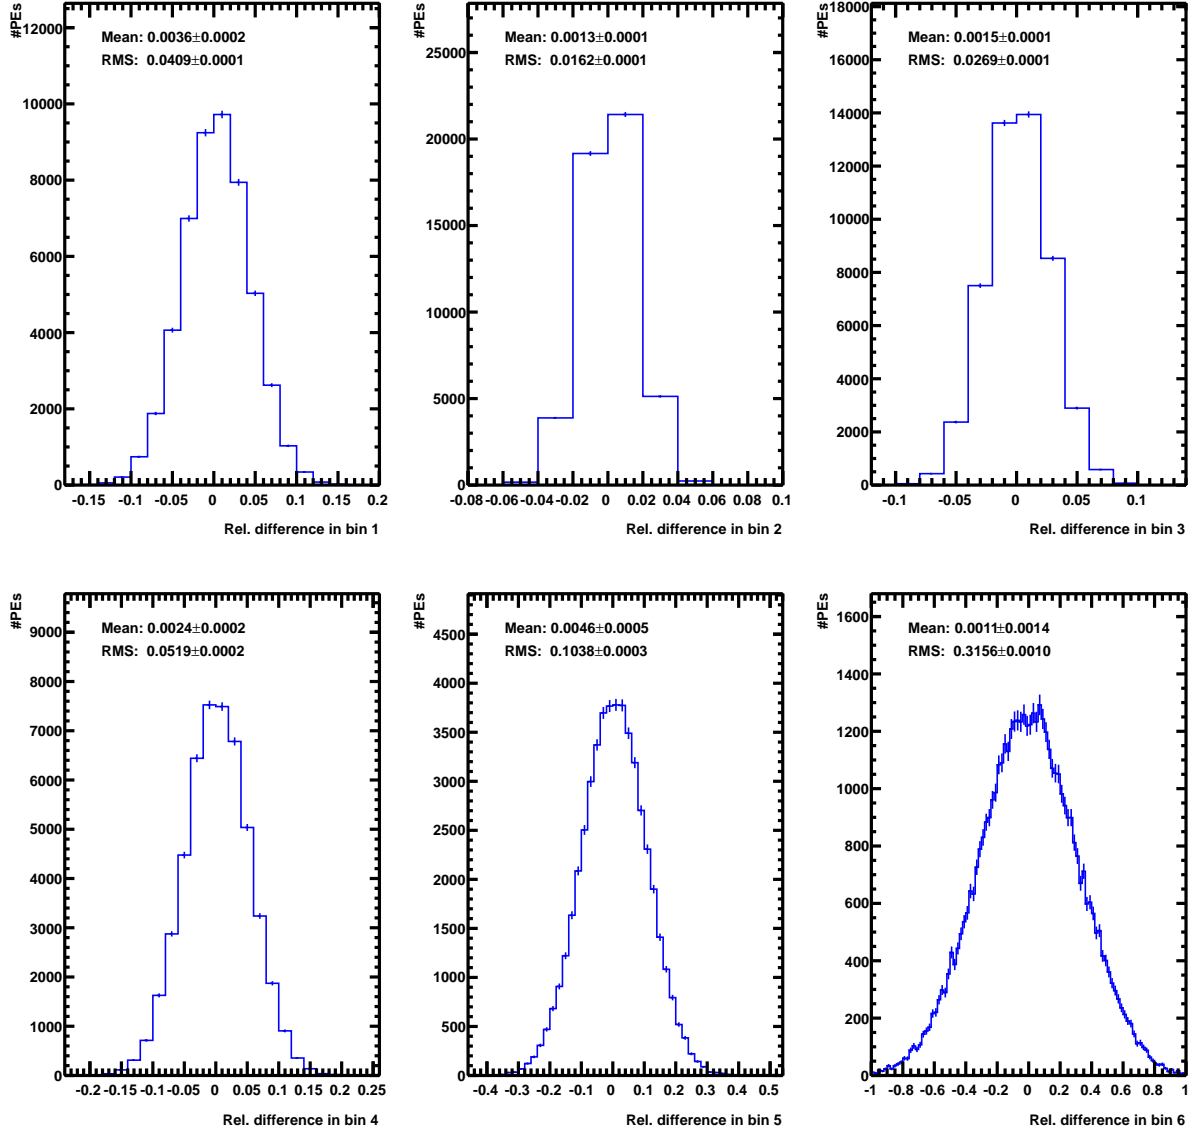 #PEs
Mean: 0.0036±0.0002
RMS: 0.0409±0.0001
12000
10000
8000
6000
4000
2000
0
-0.15 -0.1 -0.05 0 0.05 0.1 0.15 0.2
Rel. difference in bin 1
#PEs
Mean: 0.0013±0.0001
RMS: 0.0162±0.0001
25000
20000
15000
10000
5000
0
-0.08 -0.06 -0.04 -0.02 0 0.02 0.04 0.06 0.08 0.1
Rel. difference in bin 2
#PEs
Mean: 0.0015±0.0001
RMS: 0.0269±0.0001
18000
16000
14000
12000
10000
8000
6000
4000
2000
0
-0.1 -0.05 0 0.05 0.1
Rel. difference in bin 3
#PEs
Mean: 0.0024±0.0002
RMS: 0.0519±0.0002
9000
8000
7000
6000
5000
4000
3000
2000
1000
0
-0.2 -0.15 -0.1 -0.05 0 0.05 0.1 0.15 0.2 0.25
Rel. difference in bin 4
#PEs
Mean: 0.0046±0.0005
RMS: 0.1038±0.0003
4500
4000
3500
3000
2500
2000
1500
1000
500
0
-0.4 -0.3 -0.2 -0.1 0 0.1 0.2 0.3 0.4 0.5
Rel. difference in bin 5
#PEs
Mean: 0.0011±0.0014
RMS: 0.3156±0.0010
1600
1400
1200
1000
800
600
400
200
0
-1 -0.8 -0.6 -0.4 -0.2 0 0.2 0.4 0.6 0.8 1
Rel. difference in bin 6